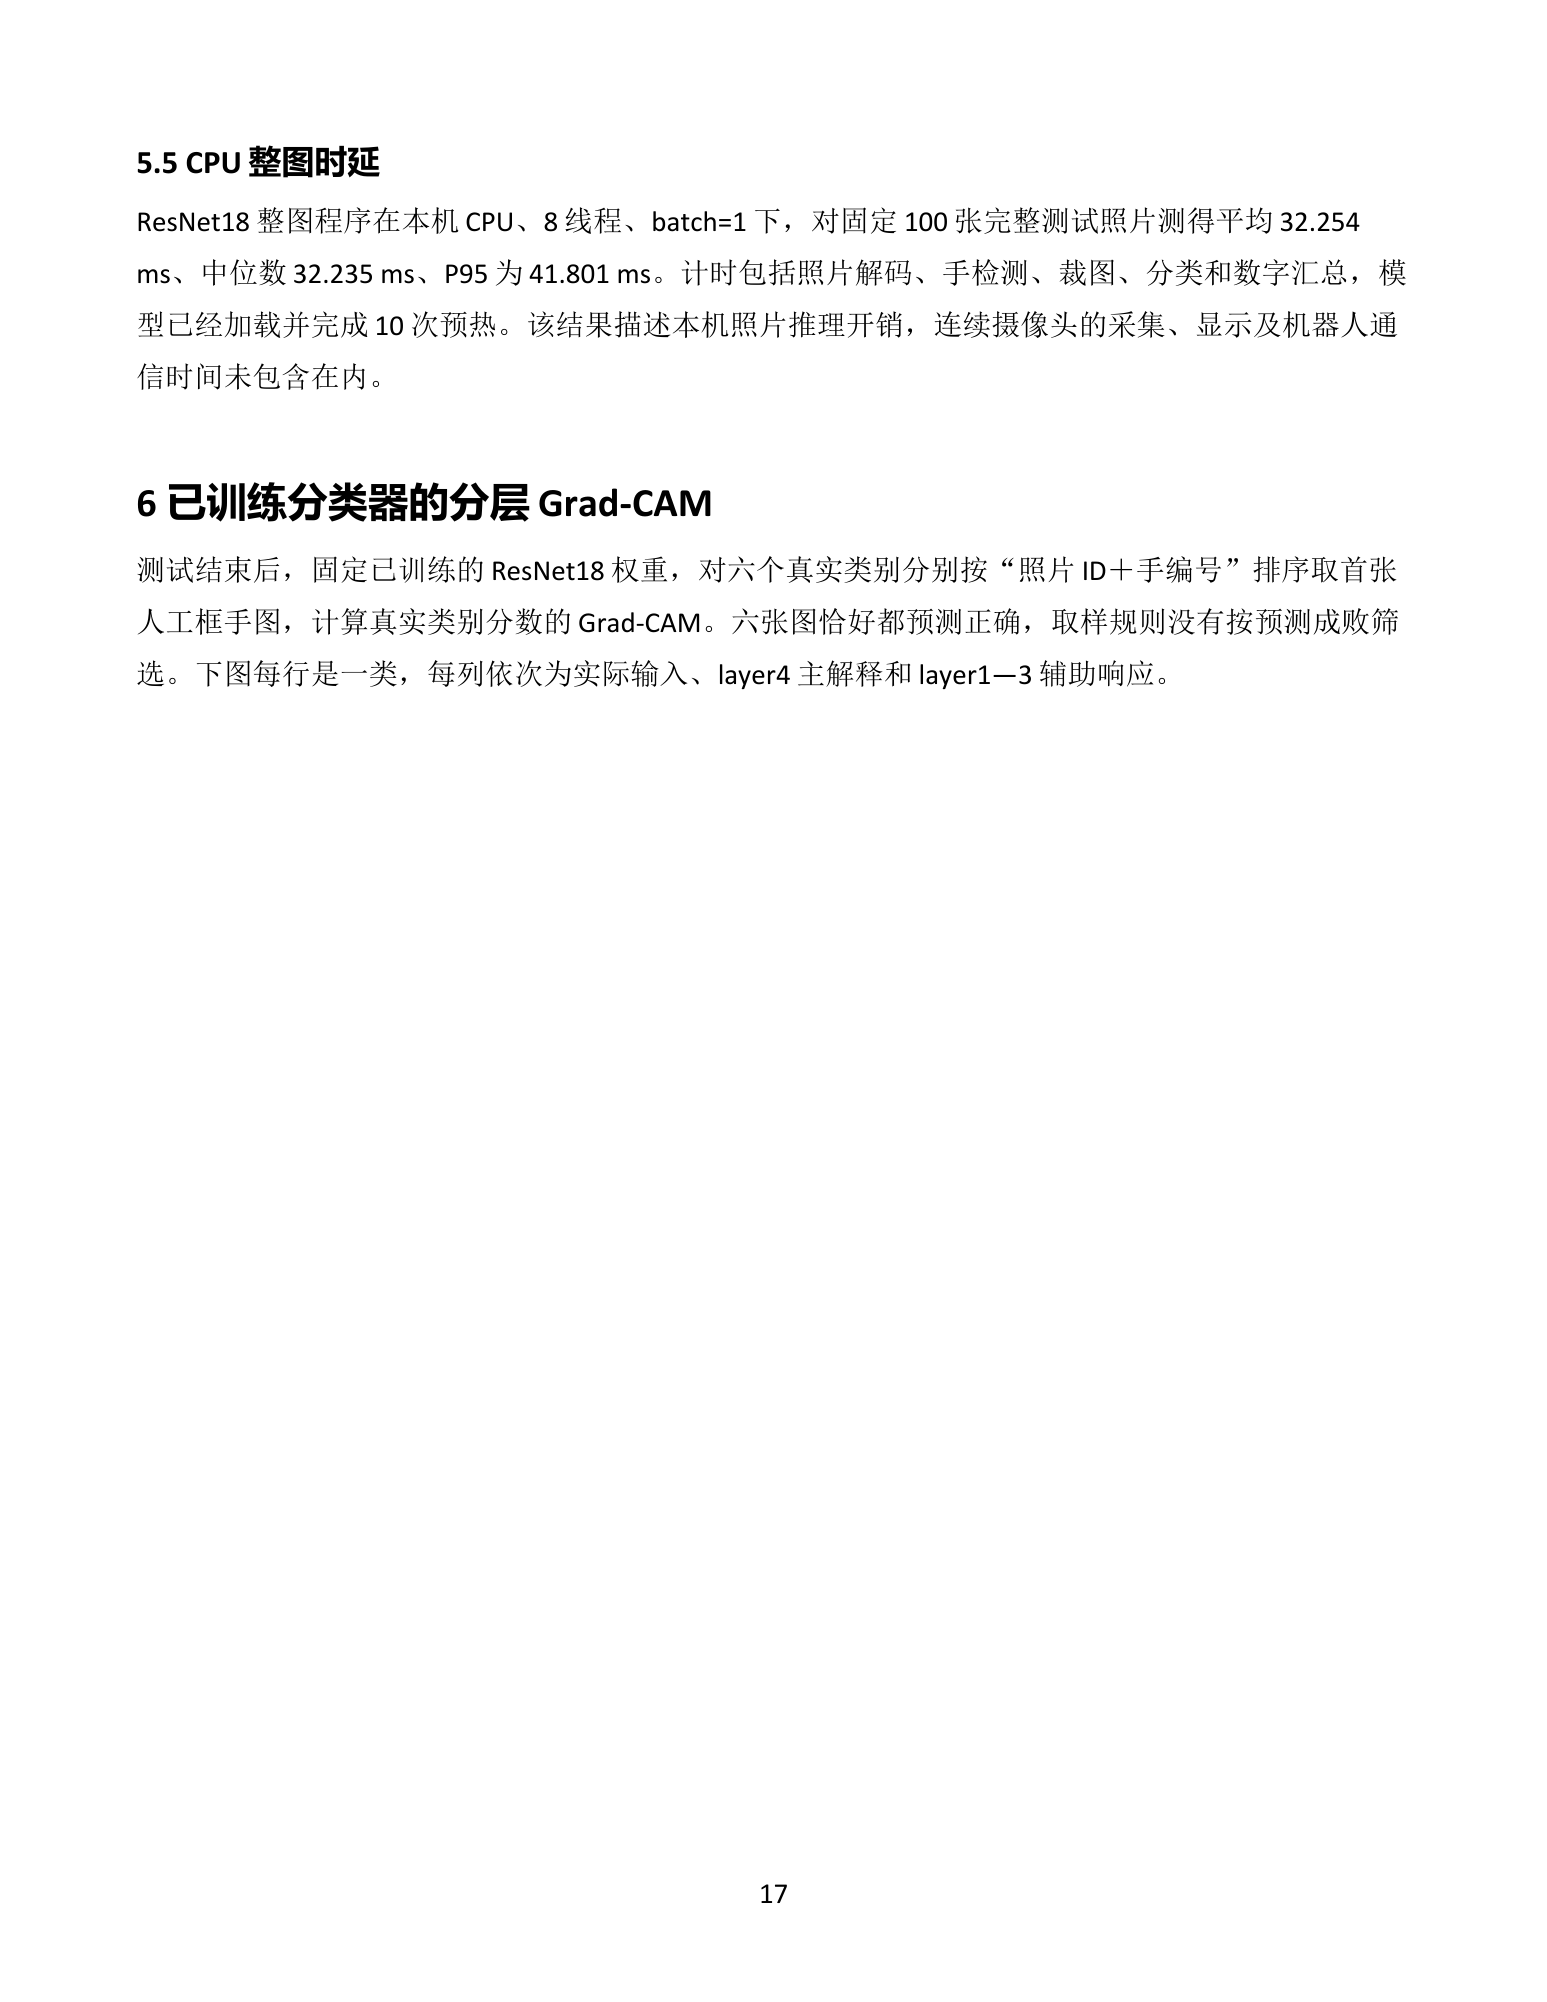 5.5 CPU 整图时延
ResNet18 整图程序在本机 CPU、8 线程、batch=1 下，对固定 100 张完整测试照片测得平均 32.254
ms、中位数 32.235 ms、P95 为 41.801 ms。计时包括照片解码、手检测、裁图、分类和数字汇总，模
型已经加载并完成 10 次预热。该结果描述本机照片推理开销，连续摄像头的采集、显示及机器人通
信时间未包含在内。
6 已训练分类器的分层 Grad-CAM
测试结束后，固定已训练的 ResNet18 权重，对六个真实类别分别按“照片 ID＋手编号”排序取首张
人工框手图，计算真实类别分数的 Grad-CAM。六张图恰好都预测正确，取样规则没有按预测成败筛
选。下图每行是一类，每列依次为实际输入、layer4 主解释和 layer1—3 辅助响应。
17